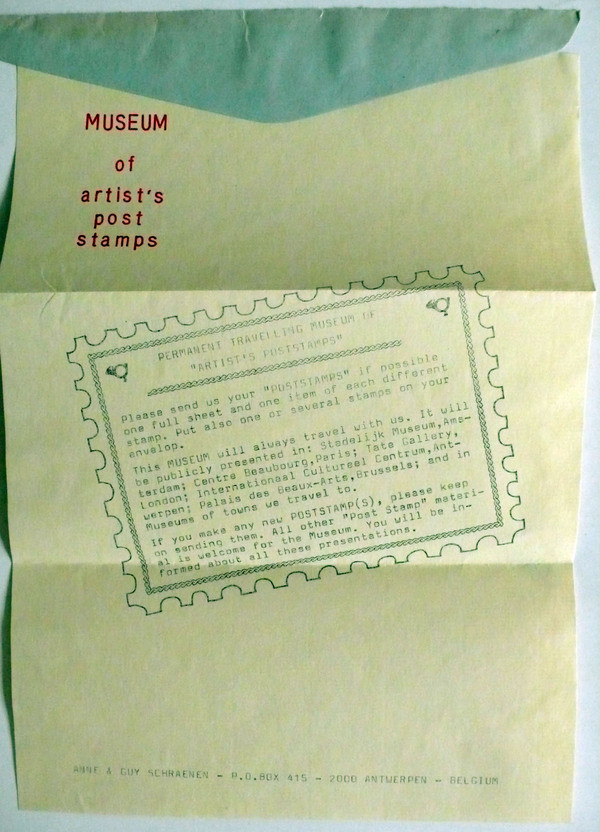 MUSEUM
of
artist's
post
stamps
PERMANENT TRAVELLING MUSEUM OF
"ARTIST'S POSTSTAMPS"
Please send us your "POSTSTAMPS" if possible
one full sheet and one item of each different
stamp. Put also one or several stamps on your
envelop.
This MUSEUM will always travel with us. It will
be publicly presented in: Stedelijk Museum,Ams-
terdam; Centre Beaubourg,Paris; Tate Gallery,
London; Internationaal Cultureel Centrum,Ant-
werpen; Palais des Beaux-Arts,Brussels; and in
Museums of towns we travel to.
If you make any new POSTSTAMP(S), please keep
on sending them. All other "Post Stamp" materi-
al is welcome for the Museum. You will be in-
formed about all these presentations.
ANNE & GUY SCHRAENEN - P.O.BOX 415 - 2000 ANTWERPEN - BELGIUM